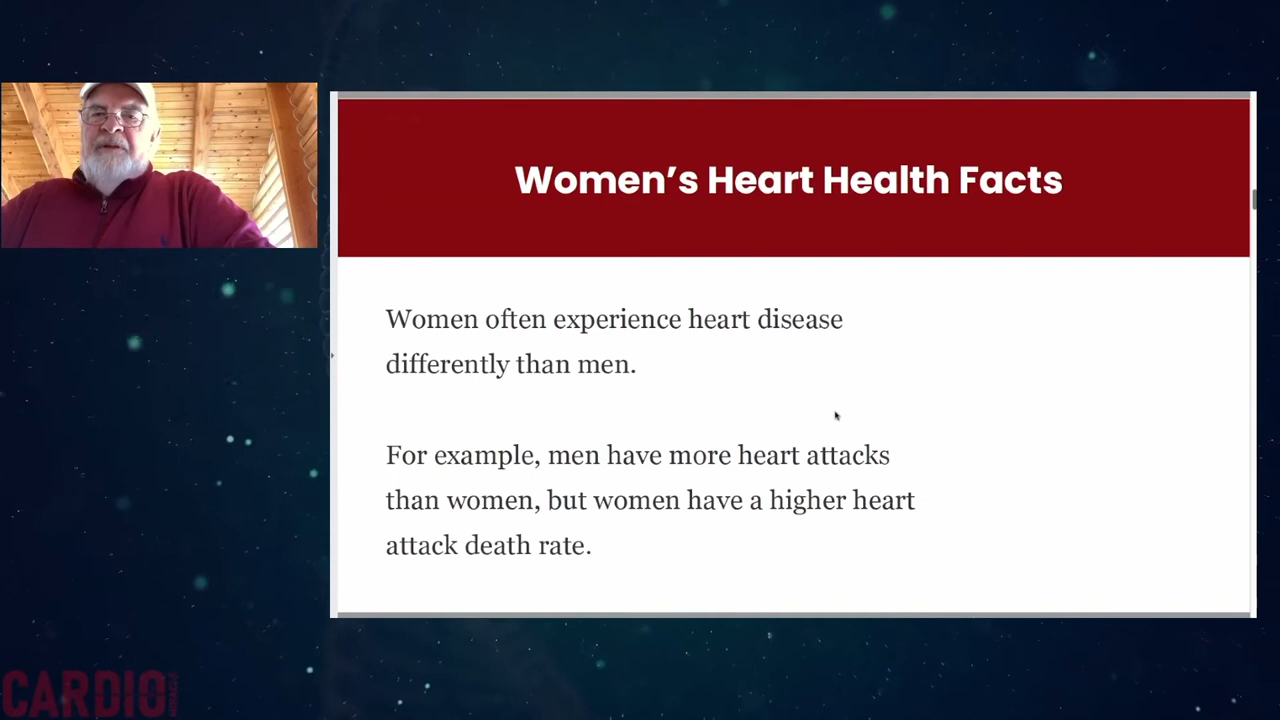 Women’s Heart Health Facts
Women often experience heart disease
differently than men.
For example, men have more heart attacks
than women, but women have a higher heart
attack death rate.
CARDIO